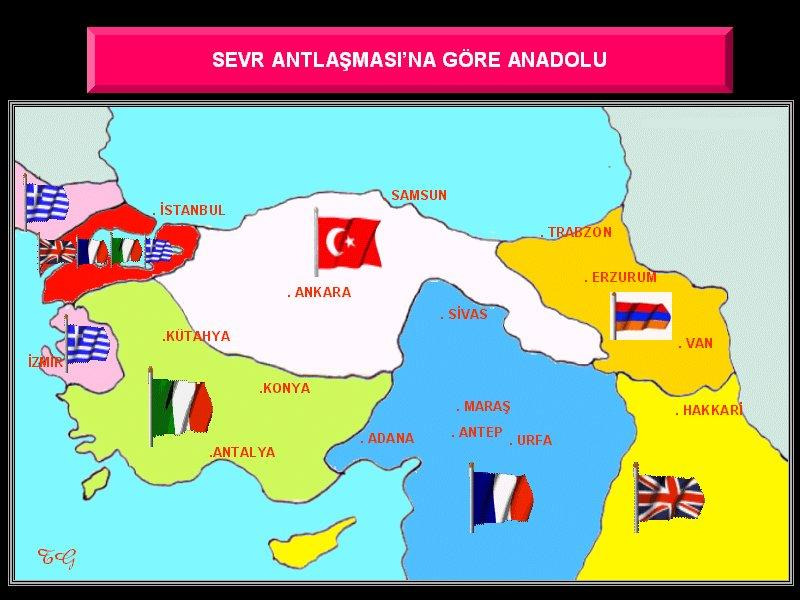 SEVR ANTLAŞMASI'NA GÖRE ANADOLU
SAMSUN
. İSTANBUL
. TRABZON
. ERZURUM
. ANKARA
. SİVAS
.KÜTAHYA
. VAN
İZMİR
.KONYA
. MARAŞ
. HAKKARİ
. ANTEP
. URFA
. ADANA
.ANTALYA
TG